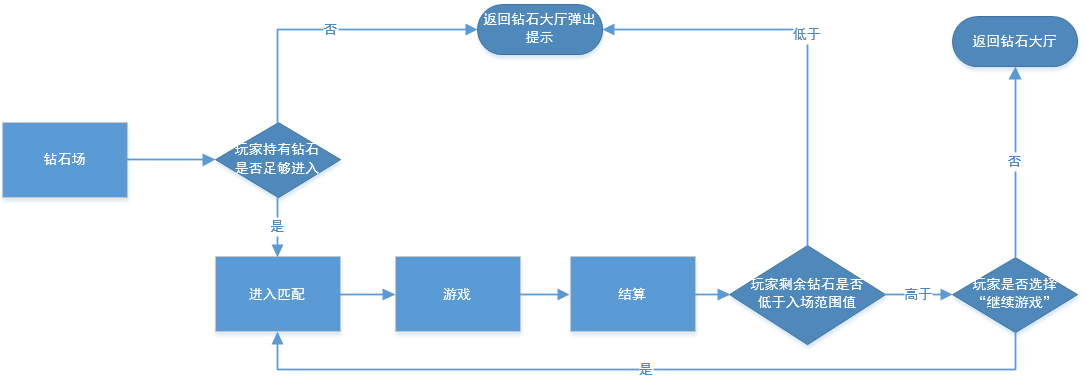 否
返回钻石大厅弹出
提示
低于
返回钻石大厅
钻石场
玩家持有钻石
是否足够进入
否
是
进入匹配
游戏
结算
玩家剩余钻石是否
低于入场范围值
高于
玩家是否选择
“继续游戏”
是